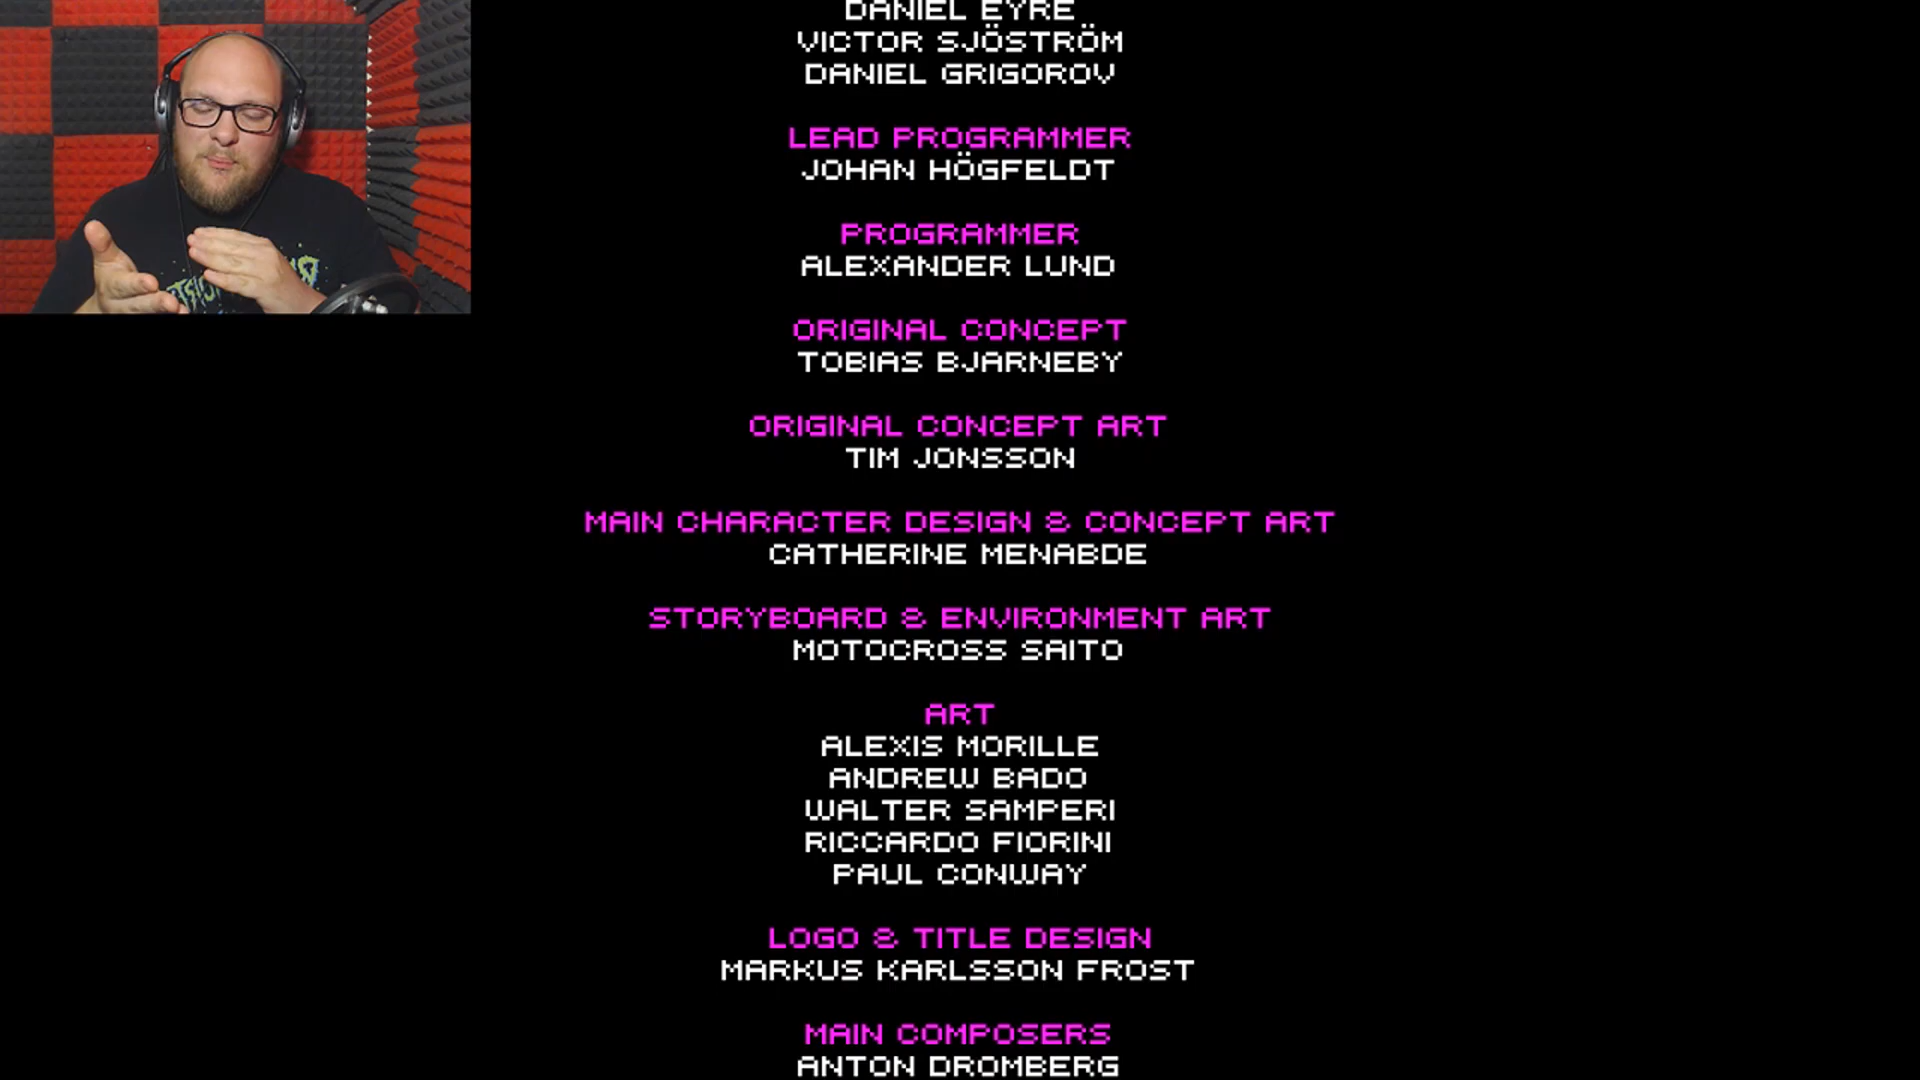 DANIEL EYRE
VICTOR SJÖSTRÖM
DANIEL GRIGOROV
LEAD PROGRAMMER
JOHAN HÖGFELDT
PROGRAMMER
ALEXANDER LUND
ORIGINAL CONCEPT
TOBIAS BJARNEBY
ORIGINAL CONCEPT ART
TIM JONSSON
MAIN CHARACTER DESIGN & CONCEPT ART
CATHERINE MENABDE
STORYBOARD & ENVIRONMENT ART
MOTOCROSS SAITO
ART
ALEXIS MORILLE
ANDREW BADO
WALTER SAMPERI
RICCARDO FIORINI
PAUL CONWAY
LOGO & TITLE DESIGN
MARKUS KARLSSON FROST
MAIN COMPOSERS
ANTON DROMBERG